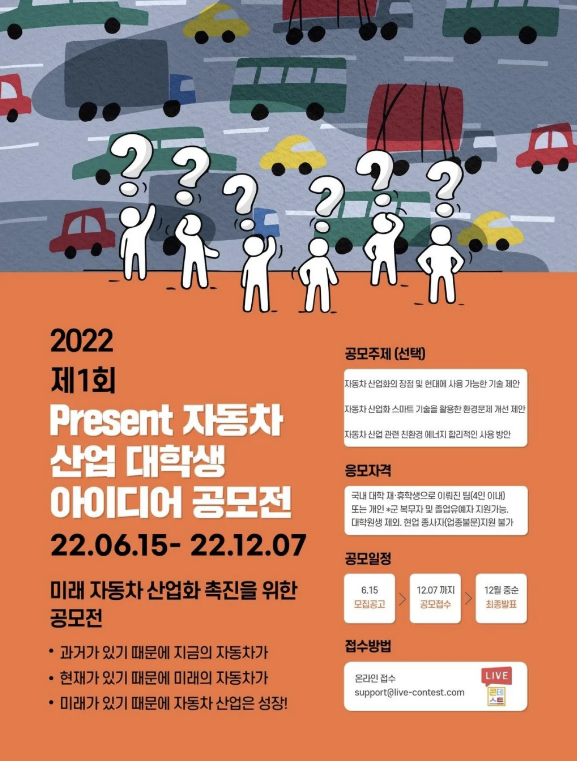 2022
제1회
Present 자동차
산업 대학생
아이디어 공모전
22.06.15- 22.12.07
미래 자동차 산업화 촉진을 위한
공모전
• 과거가 있기 때문에 지금의 자동차가
• 현재가 있기 때문에 미래의 자동차가
• 미래가 있기 때문에 자동차 산업은 성장!
공모주제 (선택)
자동차 산업화의 장점 및 현대에 사용 가능한 기술 제안
자동차 산업화 스마트 기술을 활용한 환경문제 개선 제안
자동차 산업 관련 친환경 에너지 합리적인 사용 방안
응모자격
국내 대학 재·휴학생으로 이뤄진 팀(4인 이내)
또는 개인 *군 복무자 및 졸업유예자 지원가능.
대학원생 제외. 현업 종사자(업종불문)지원 불가
공모일정
6.15
모집공고
12.07 까지
공모접수
12월 중순
최종발표
접수방법
온라인 접수
support@live-contest.com
LIVE
콘테
스트
? ? ? ? ? ?